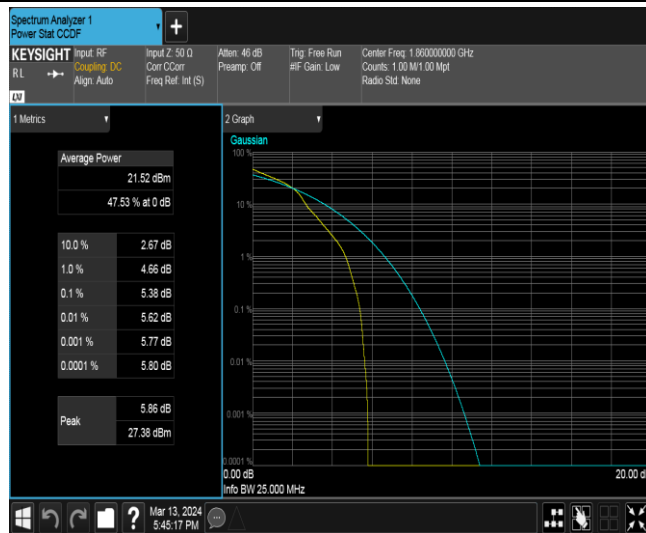 Spectrum Analyzer 1
Power Stat CCDF
+
KEYSIGHT
RL
LXI
Input: RF
Coupling: DC
Align: Auto
Input Z: 50 Ω
Corr CCorr
Freq Ref: Int (S)
Atten: 46 dB
Preamp: Off
Trig: Free Run
#IF Gain: Low
Center Freq: 1.860000000 GHz
Counts: 1.00 M/1.00 Mpt
Radio Std: None
1 Metrics
Average Power
21.52 dBm
47.53 % at 0 dB
10.0 % 2.67 dB
1.0 % 4.66 dB
0.1 % 5.38 dB
0.01 % 5.62 dB
0.001 % 5.77 dB
0.0001 % 5.80 dB
Peak
5.86 dB
27.38 dBm
2 Graph
Gaussian
100 %
10 %
1 %
0.1 %
0.01 %
0.001 %
0.0001 %
0.00 dB
20.00 d
Info BW 25.000 MHz
?
Mar 13, 2024
5:45:17 PM